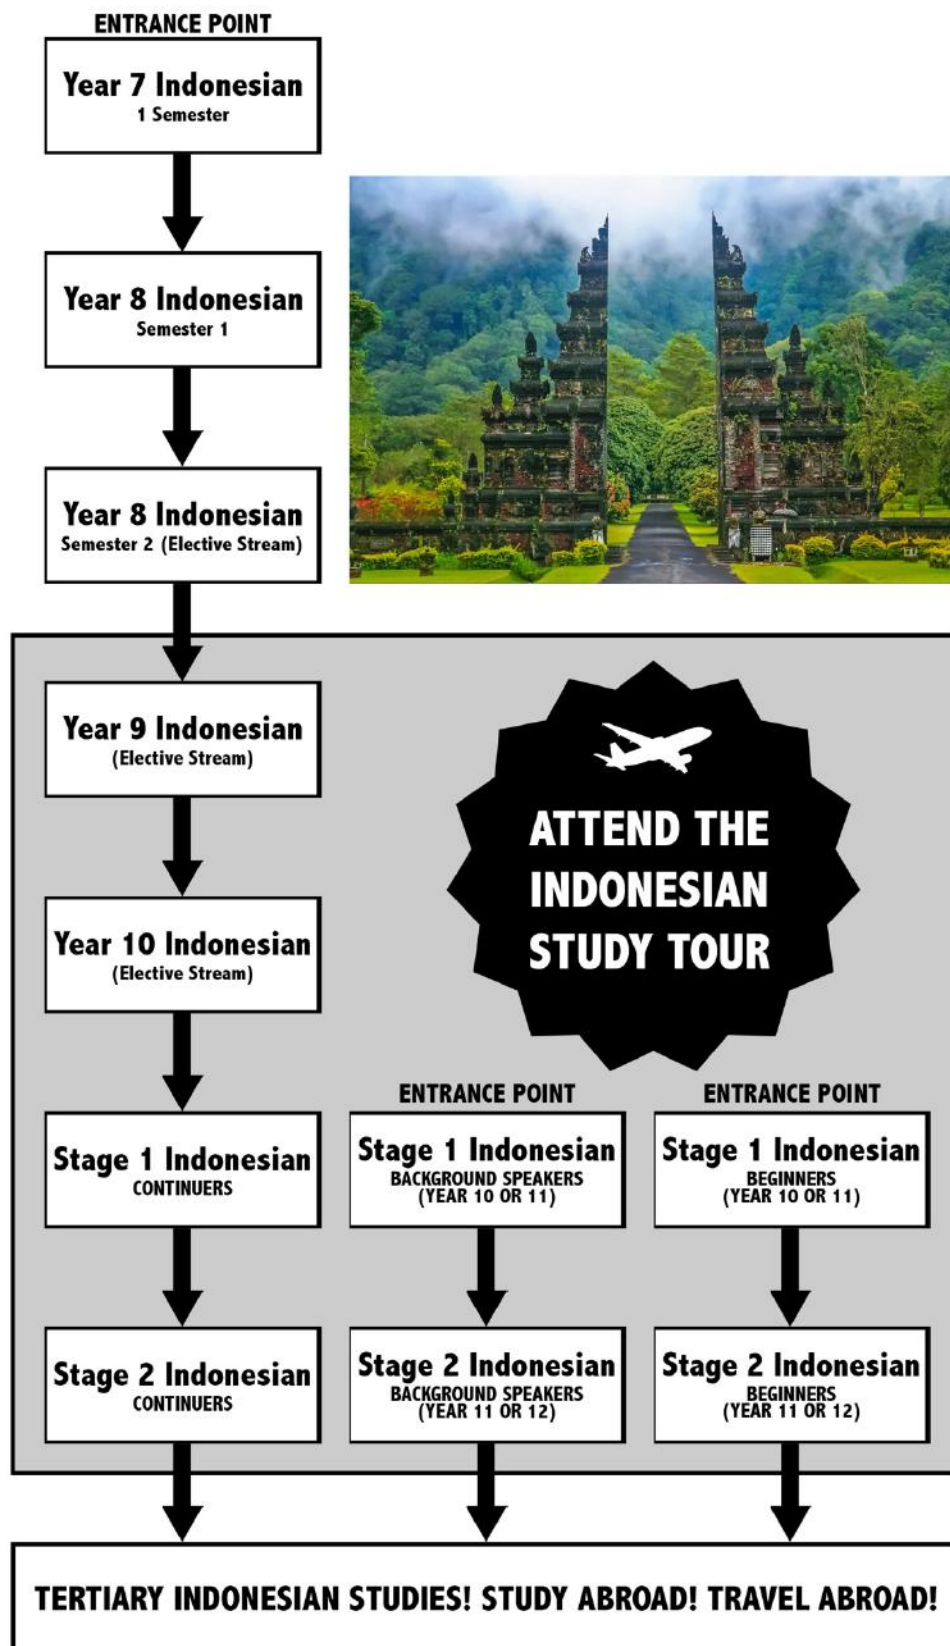 ENTRANCE POINT
Year 7 Indonesian
1 Semester
Year 8 Indonesian
Semester 1
Year 8 Indonesian
Semester 2 (Elective Stream)
Year 9 Indonesian
(Elective Stream)
ATTEND THE
INDONESIAN
STUDY TOUR
Year 10 Indonesian
(Elective Stream)
Stage 1 Indonesian
CONTINUERS
ENTRANCE POINT
Stage 1 Indonesian
BACKGROUND SPEAKERS
(YEAR 10 OR 11)
ENTRANCE POINT
Stage 1 Indonesian
BEGINNERS
(YEAR 10 OR 11)
Stage 2 Indonesian
CONTINUERS
Stage 2 Indonesian
BACKGROUND SPEAKERS
(YEAR 11 OR 12)
Stage 2 Indonesian
BEGINNERS
(YEAR 11 OR 12)
TERTIARY INDONESIAN STUDIES! STUDY ABROAD! TRAVEL ABROAD!